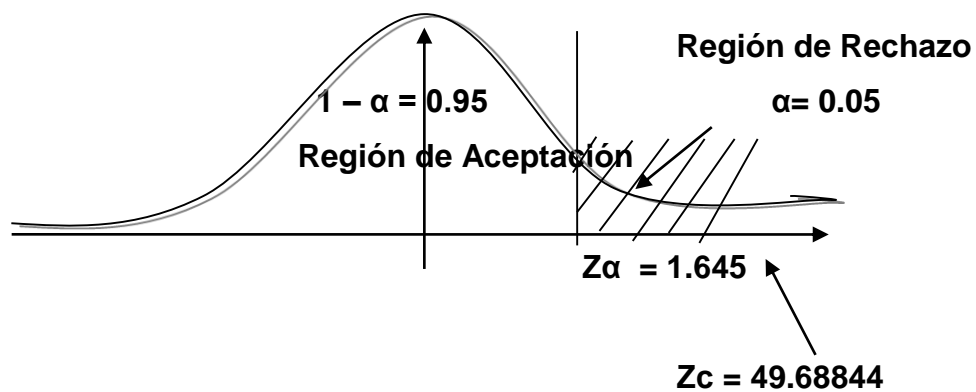 Región de Rechazo
1 – α = 0.95
α= 0.05
Región de Aceptación
Zα = 1.645
Zc = 49.68844